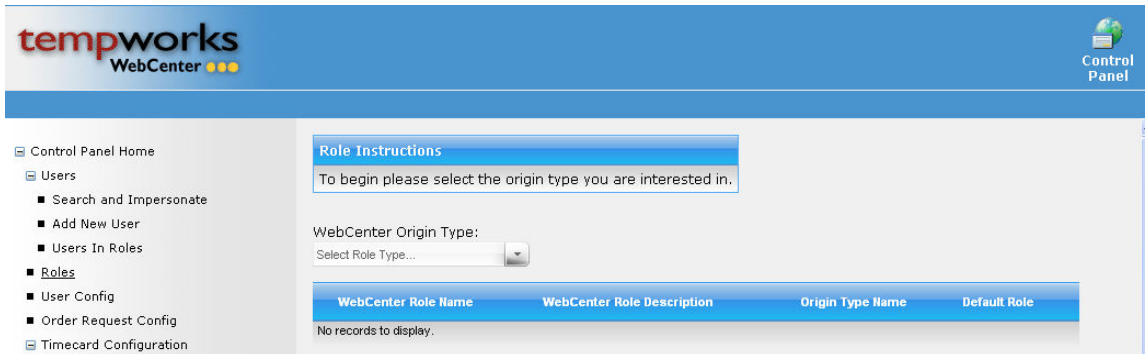 tempworks
WebCenter
Control
Panel
Control Panel Home
Users
Search and Impersonate
Add New User
Users In Roles
Roles
User Config
Order Request Config
Timecard Configuration
Role Instructions
To begin please select the origin type you are interested in.
WebCenter Origin Type:
Select Role Type...
WebCenter Role Name WebCenter Role Description Origin Type Name Default Role
No records to display.